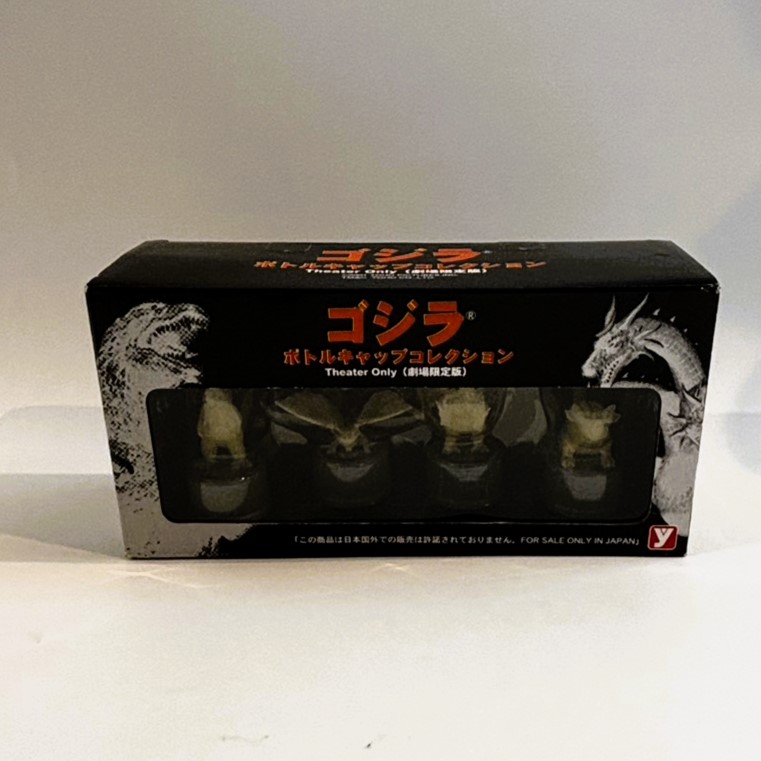 ゴジラ
ボトルキャップコレクション
Theater Only（劇場限定版）
ゴジラ®
ボトルキャップコレクション
Theater Only（劇場限定版）
「この商品は日本国外での販売は許諾されておりません。FOR SALE ONLY IN JAPAN」
y